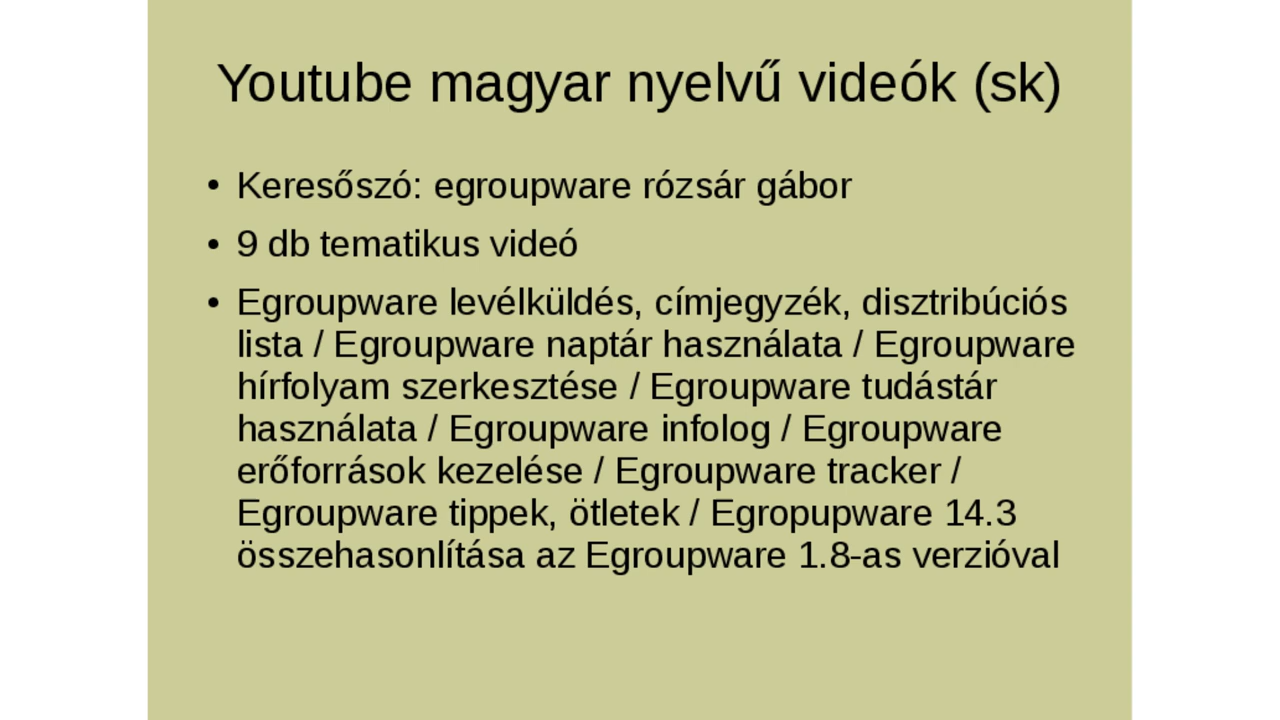 Youtube magyar nyelvű videók (sk)
• Keresőszó: egroupware rózsár gábor
• 9 db tematikus videó
• Egroupware levélküldés, címjegyzék, disztribúciós
lista / Egroupware naptár használata / Egroupware
hírfolyam szerkesztése / Egroupware tudástár
használata / Egroupware infolog / Egroupware
erőforrások kezelése / Egroupware tracker /
Egroupware tippek, ötletek / Egropupware 14.3
összehasonlítása az Egroupware 1.8-as verzióval